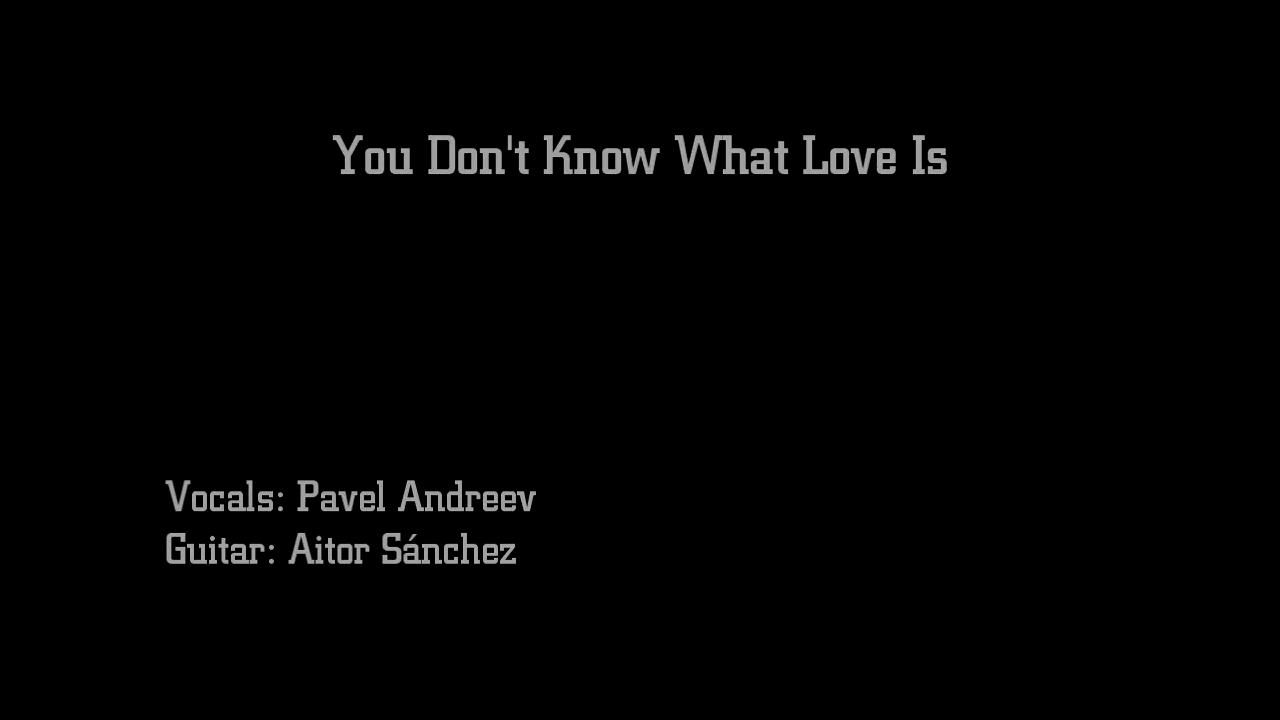 You Don't Know What Love Is
Vocals: Pavel Andreev
Guitar: Aitor Sánchez